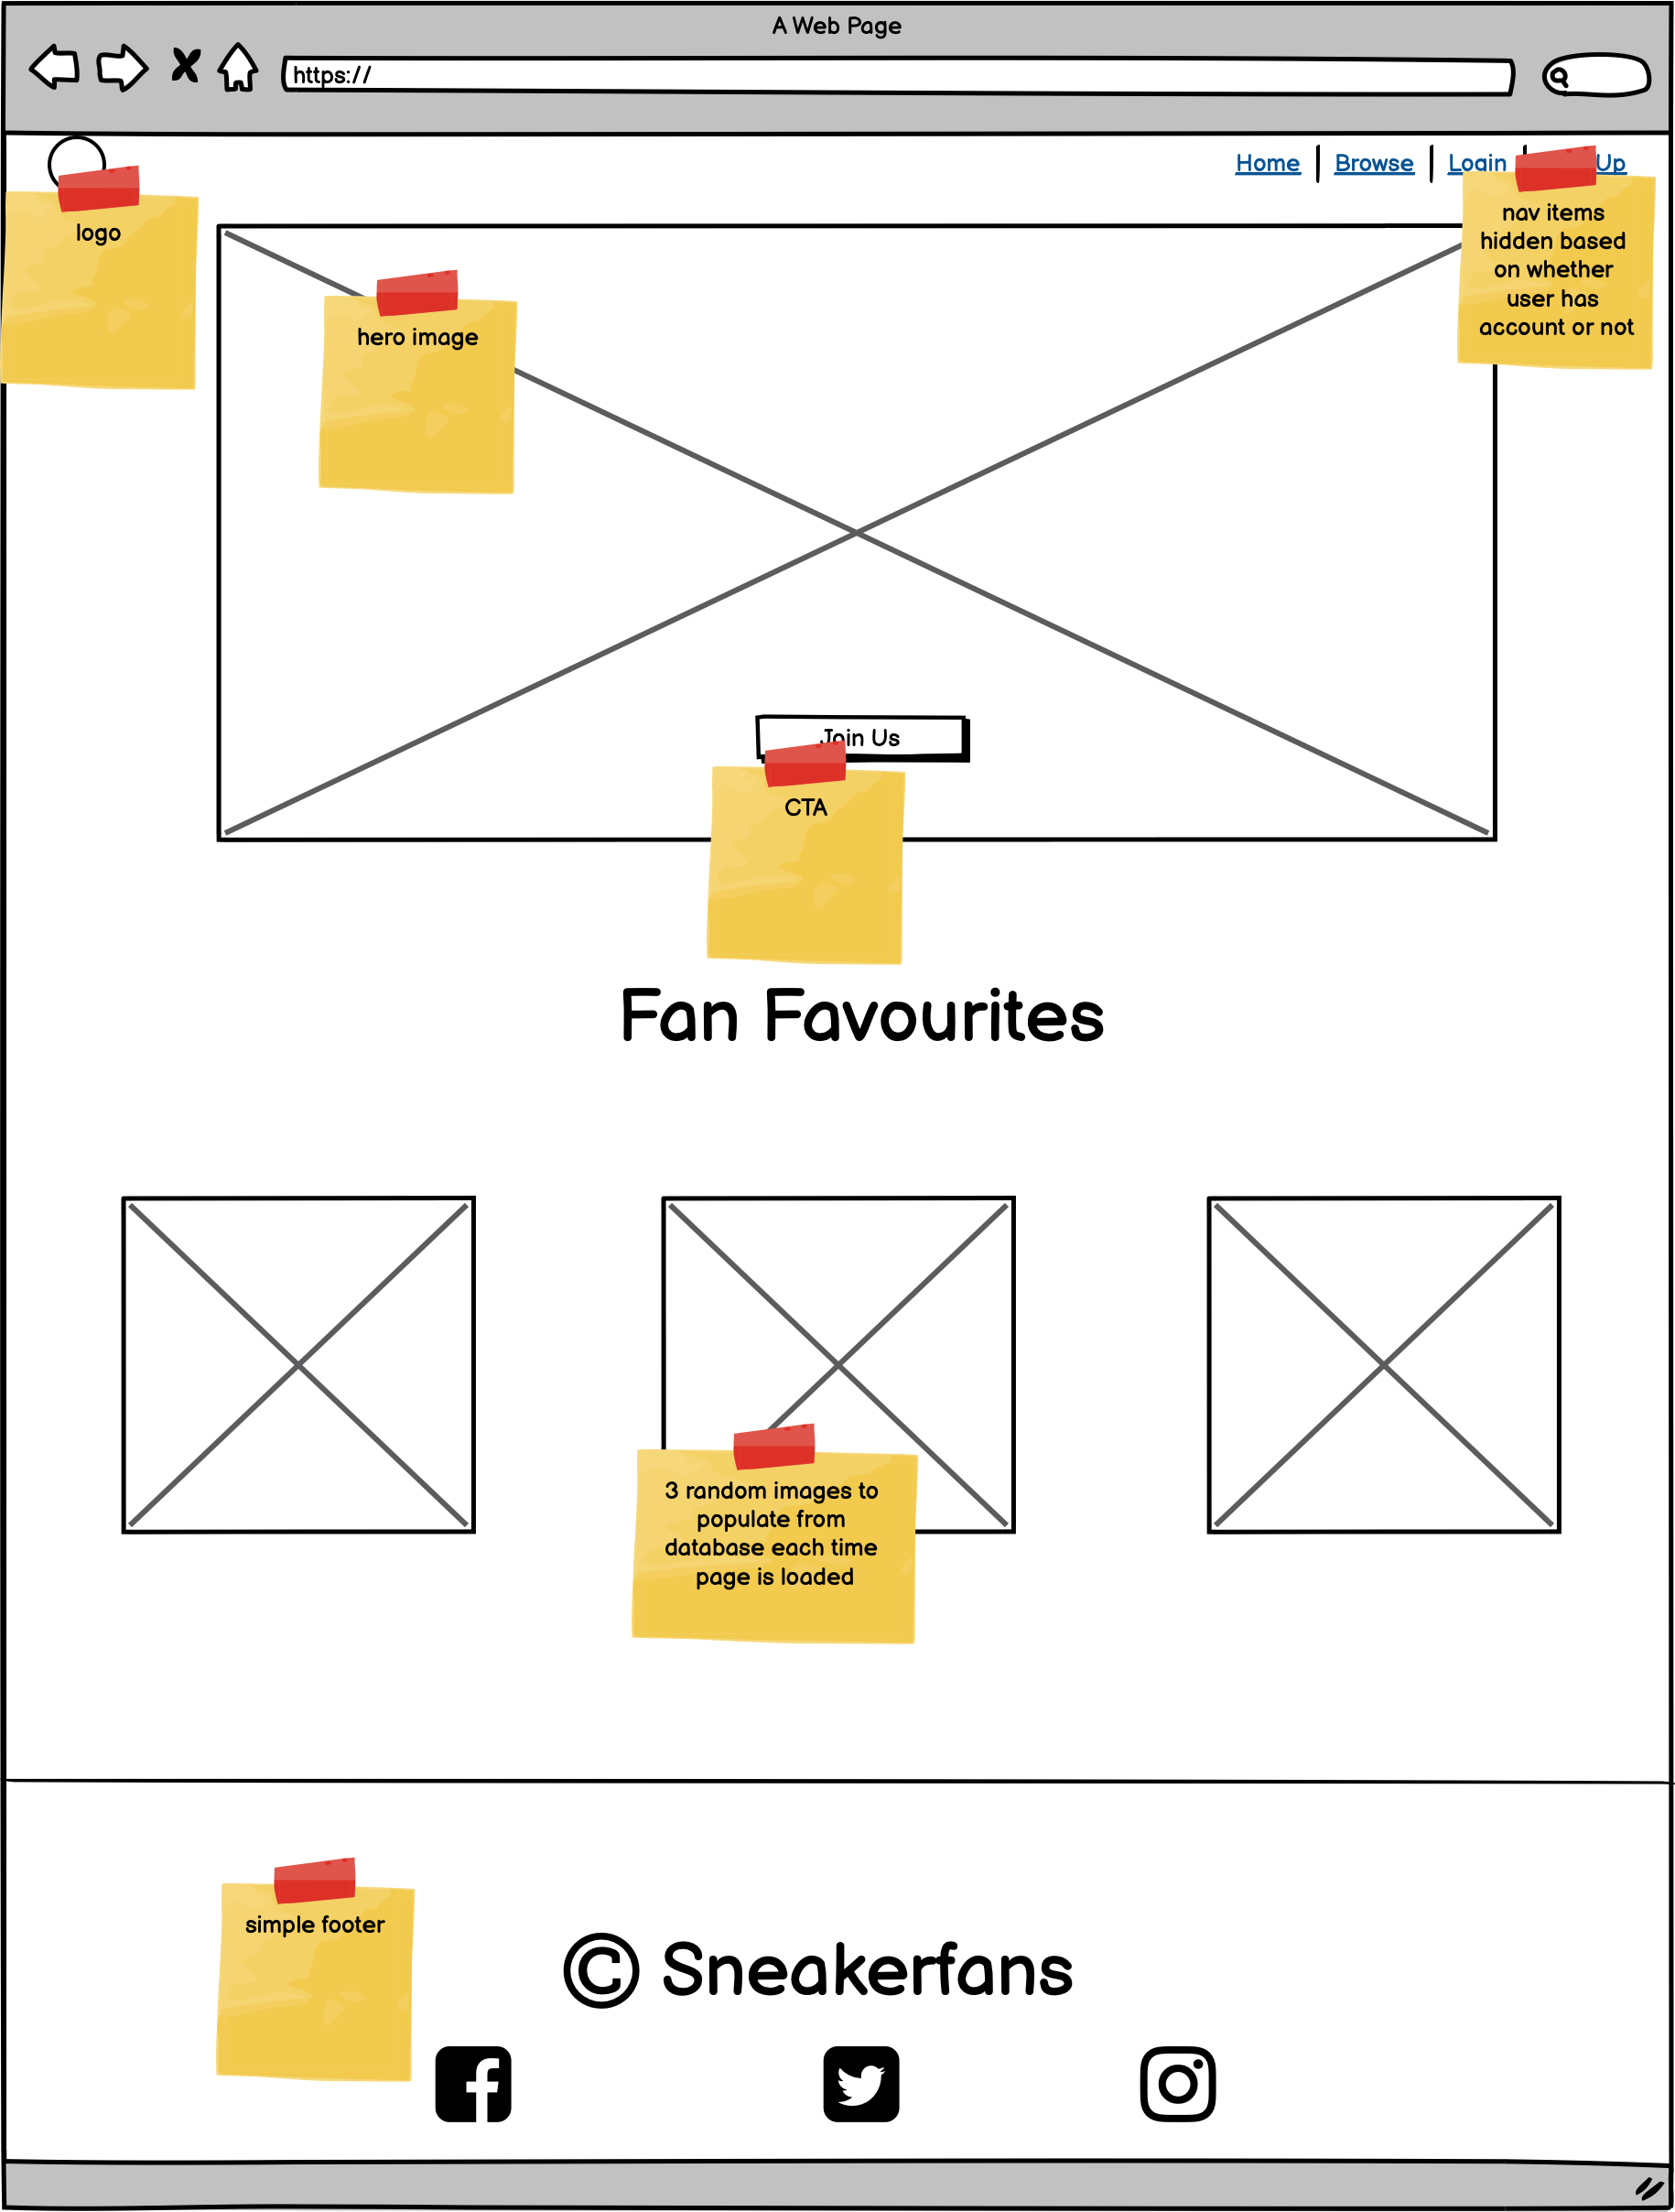 A Web Page
https://
Home Browse Login Up
logo
nav items
hidden based
on whether
user has
account or not
hero image
Join Us
CTA
Fan Favourites
3 random images to
populate from
database each time
page is loaded
simple footer
© Sneakerfans